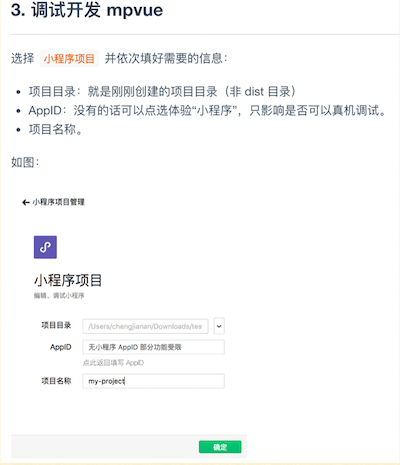 3. 调试开发 mpvue
选择 小程序项目 并依次填好需要的信息：
• 项目目录：就是刚刚创建的项目目录（非 dist 目录）
• AppID：没有的话可以点选体验“小程序”，只影响是否可以真机调试。
• 项目名称。
如图：
← 小程序项目管理
小程序项目
编辑、调试小程序
项目目录 /Users/chengjianan/Downloads/tes
AppID 无小程序 AppID 部分功能受限
点此返回填写 AppID
项目名称 my-project
确定